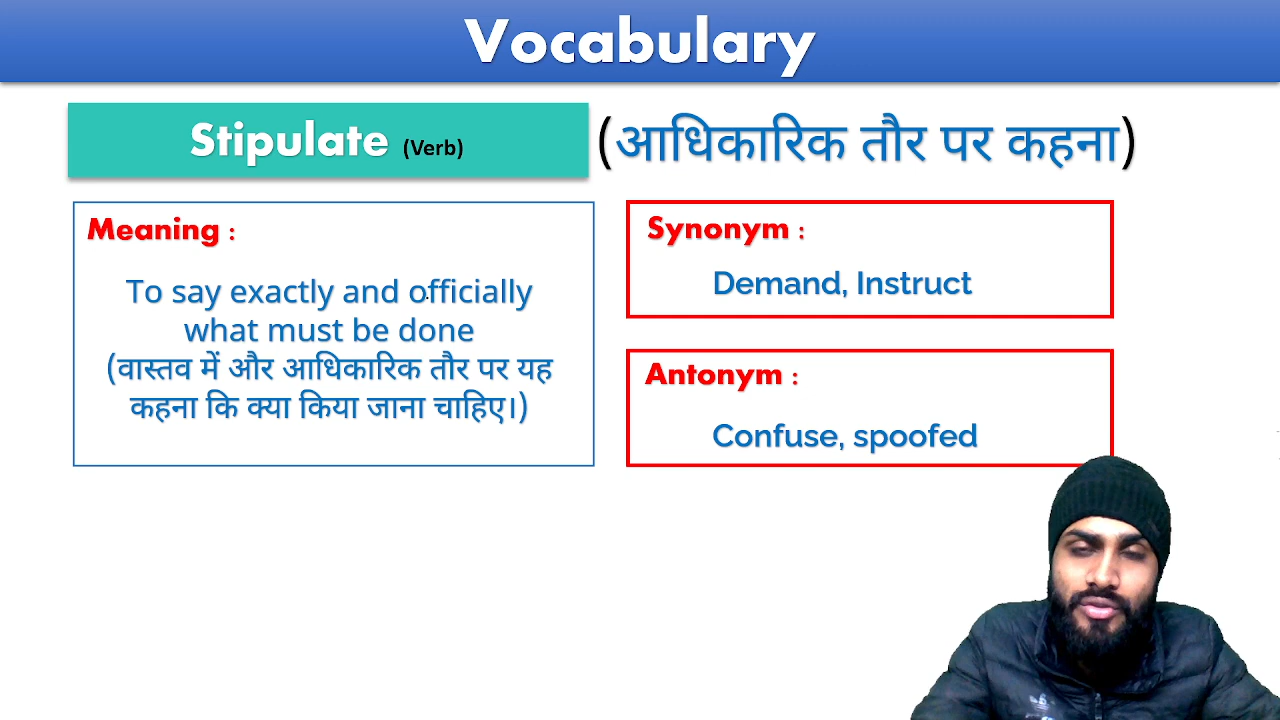 Vocabulary
Stipulate (Verb)
(आधिकारिक तौर पर कहना)
Meaning :
To say exactly and officially
what must be done
(वास्तव में और आधिकारिक तौर पर यह
कहना कि क्या किया जाना चाहिए।)
Synonym :
Demand, Instruct
Antonym :
Confuse, spoofed